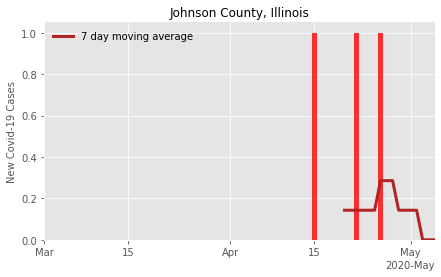 Johnson County, Illinois
7 day moving average
New Covid-19 Cases
1.0
0.8
0.6
0.4
0.2
0.0
Mar
15
Apr
15
May
2020-May